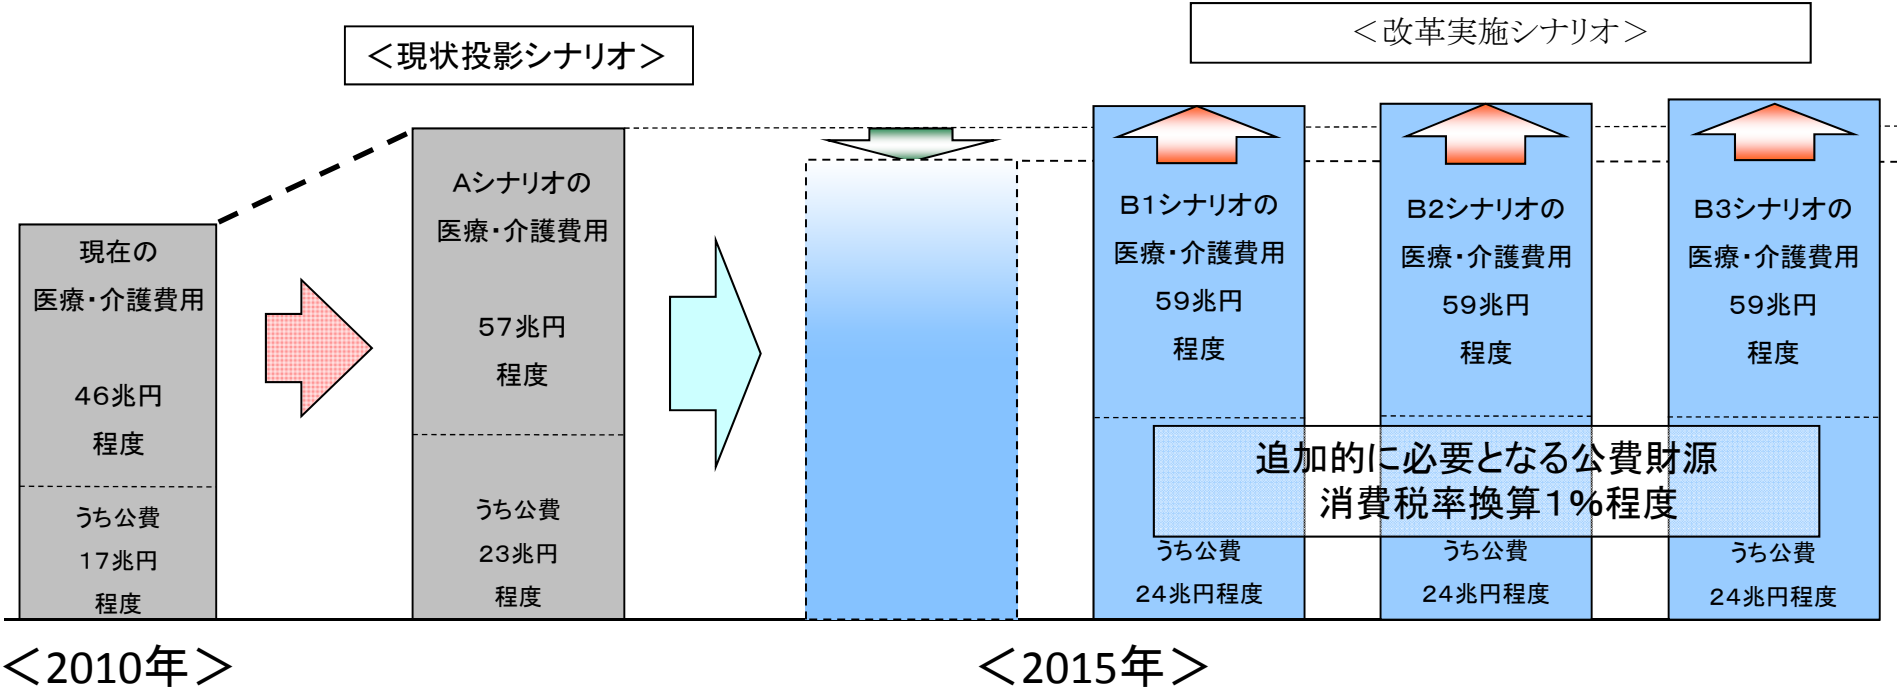 ＜現状投影シナリオ＞
＜改革実施シナリオ＞
現在の
医療・介護費用
46兆円
程度
うち公費
17兆円
程度
Aシナリオの
医療・介護費用
57兆円
程度
うち公費
23兆円
程度
B1シナリオの
医療・介護費用
59兆円
程度
うち公費
24兆円程度
B2シナリオの
医療・介護費用
59兆円
程度
うち公費
24兆円程度
B3シナリオの
医療・介護費用
59兆円
程度
うち公費
24兆円程度
追加的に必要となる公費財源
消費税率換算１％程度
＜2010年＞
＜2015年＞